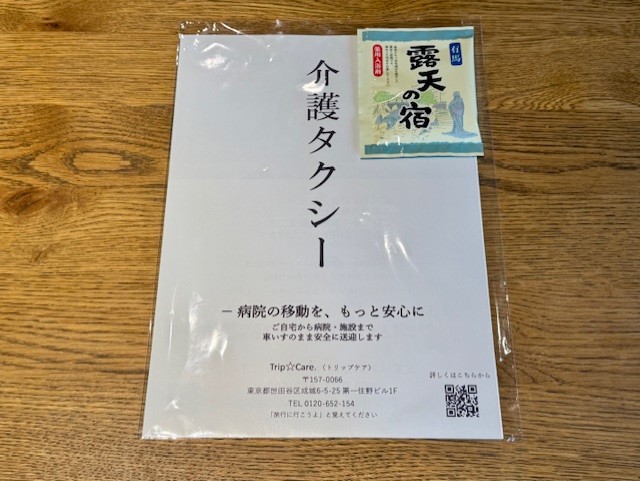 有馬
露天の宿
薬用入浴剤
介護タクシー
− 病院の移動を、もっと安心に
ご自宅から病院・施設まで
車いすのまま安全に送迎します
Trip☆Care. （トリップケア）
〒157-0066
東京都世田谷区成城6-5-25 第一住野ビル1F
TEL 0120-652-154
「旅行に行こうよ」と覚えてください
詳しくはこちらから